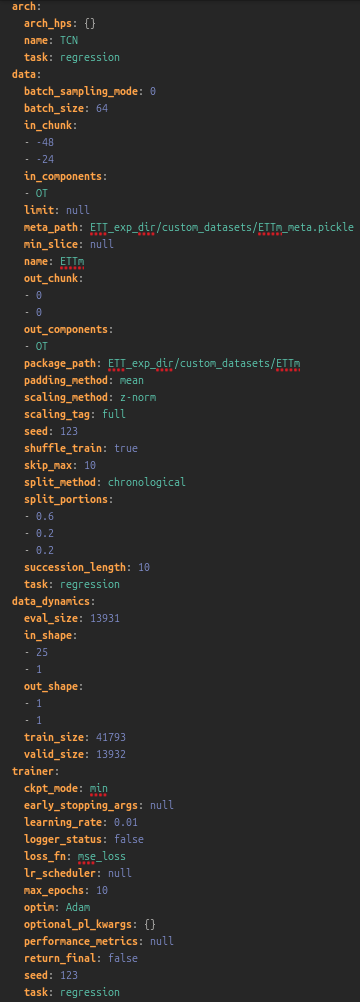 arch:
  arch_hps: {}
  name: TCN
  task: regression
data:
  batch_sampling_mode: 0
  batch_size: 64
  in_chunk:
  - -48
  - -24
  in_components:
  - OT
  limit: null
  meta_path: ETT_exp_dir/custom_datasets/ETTm_meta.pickle
  min_slice: null
  name: ETTm
  out_chunk:
  - 0
  - 0
  out_components:
  - OT
  package_path: ETT_exp_dir/custom_datasets/ETTm
  padding_method: mean
  scaling_method: z-norm
  scaling_tag: full
  seed: 123
  shuffle_train: true
  skip_max: 10
  split_method: chronological
  split_portions:
  - 0.6
  - 0.2
  - 0.2
  succession_length: 10
  task: regression
data_dynamics:
  eval_size: 13931
  in_shape:
  - 25
  - 1
  out_shape:
  - 1
  - 1
  train_size: 41793
  valid_size: 13932
trainer:
  ckpt_mode: min
  early_stopping_args: null
  learning_rate: 0.01
  logger_status: false
  loss_fn: mse_loss
  lr_scheduler: null
  max_epochs: 10
  optim: Adam
  optional_pl_kwargs: {}
  performance_metrics: null
  return_final: false
  seed: 123
  task: regression